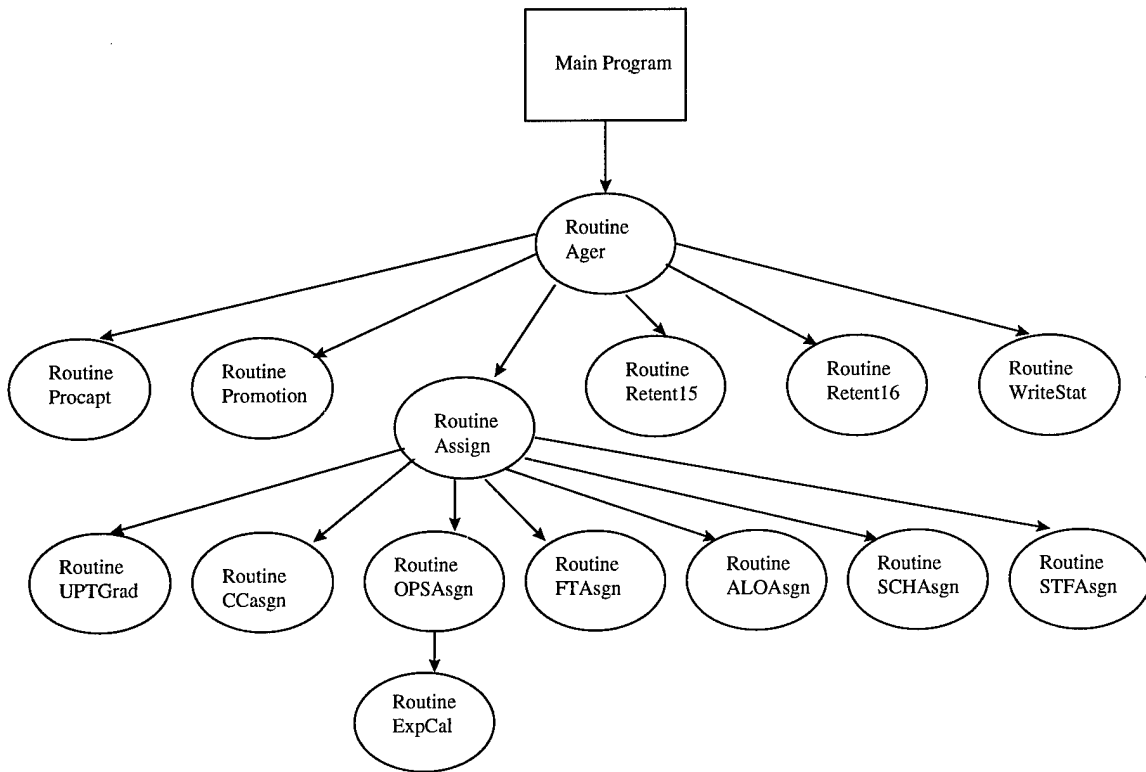 Main Program
Routine
Ager
Routine
Procapt
Routine
Promotion
Routine
Retent15
Routine
Retent16
Routine
WriteStat
Routine
Assign
Routine
UPTGrad
Routine
CCasgn
Routine
OPSAsgn
Routine
FTAsgn
Routine
ALOAsgn
Routine
SCHAsgn
Routine
STFAsgn
Routine
ExpCal